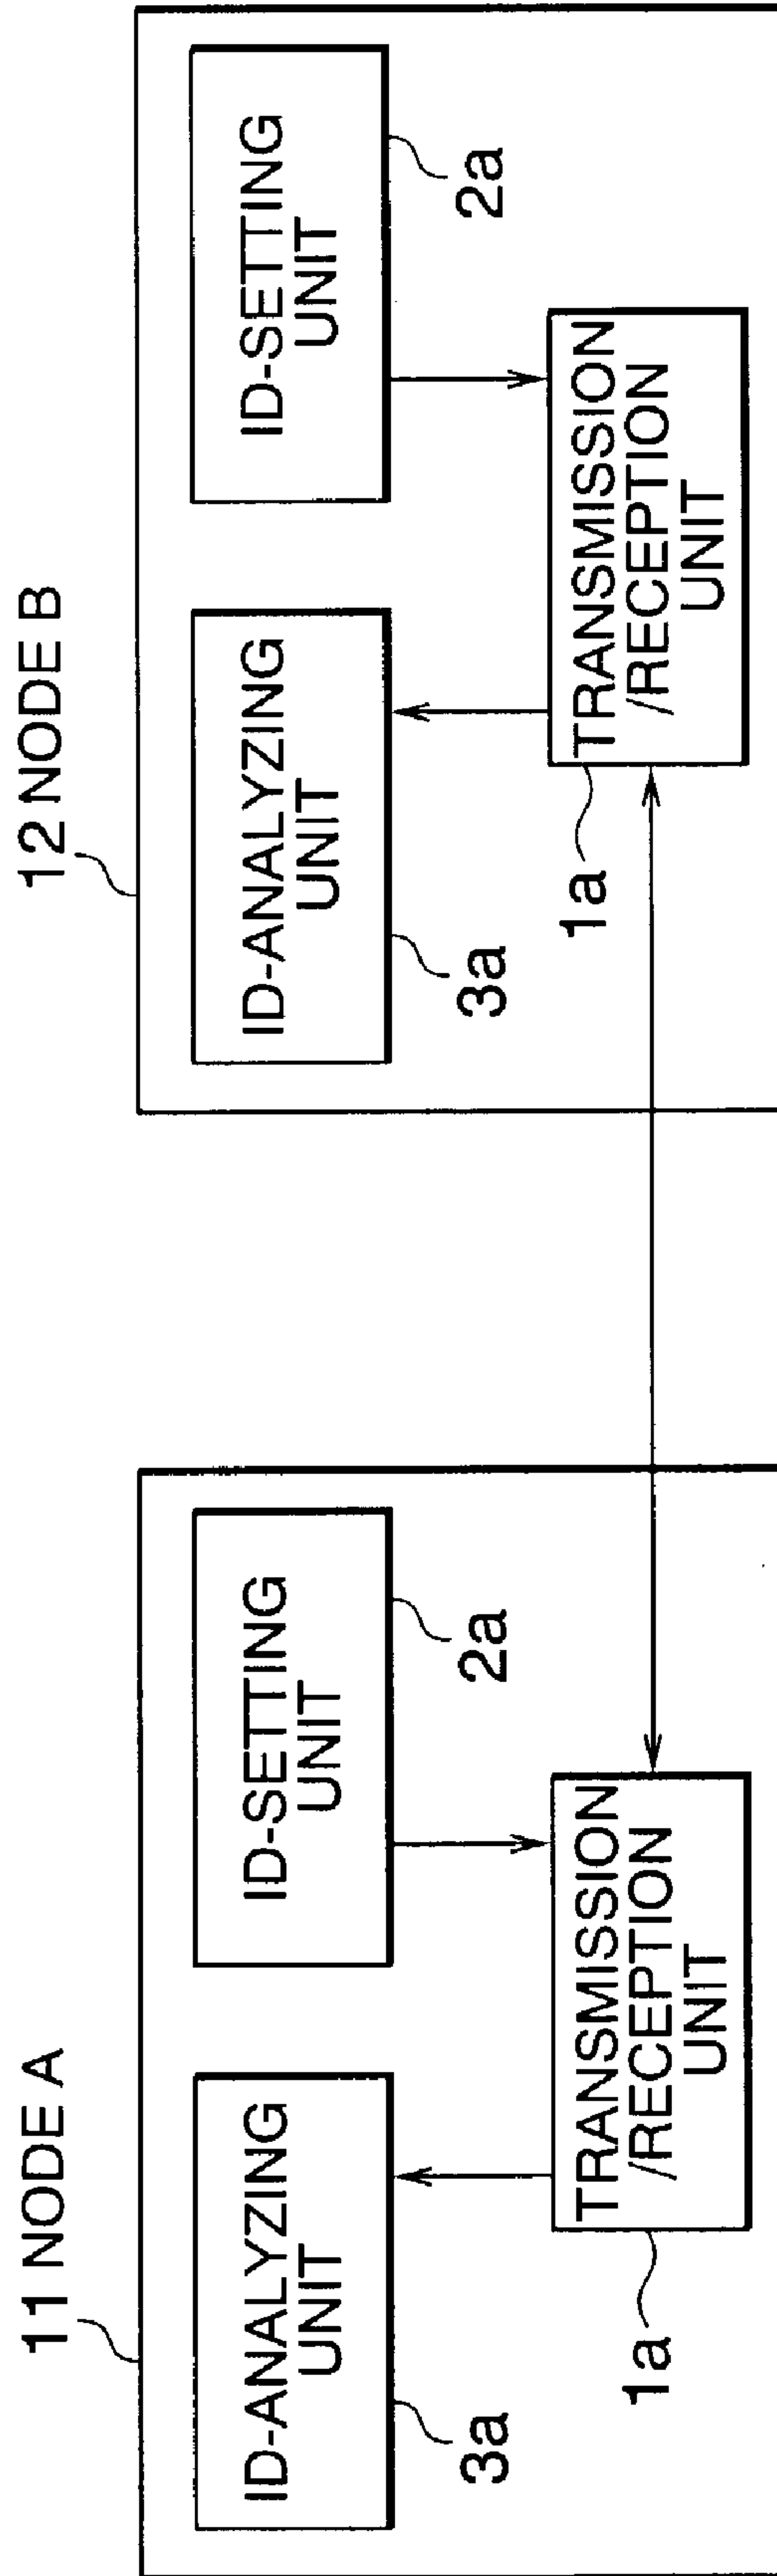 11 NODE A
ID-ANALYZING
UNIT
3a
ID-SETTING
UNIT
2a
TRANSMISSION
/RECEPTION
UNIT
1a
12 NODE B
ID-ANALYZING
UNIT
3a
ID-SETTING
UNIT
2a
TRANSMISSION
/RECEPTION
UNIT
1a